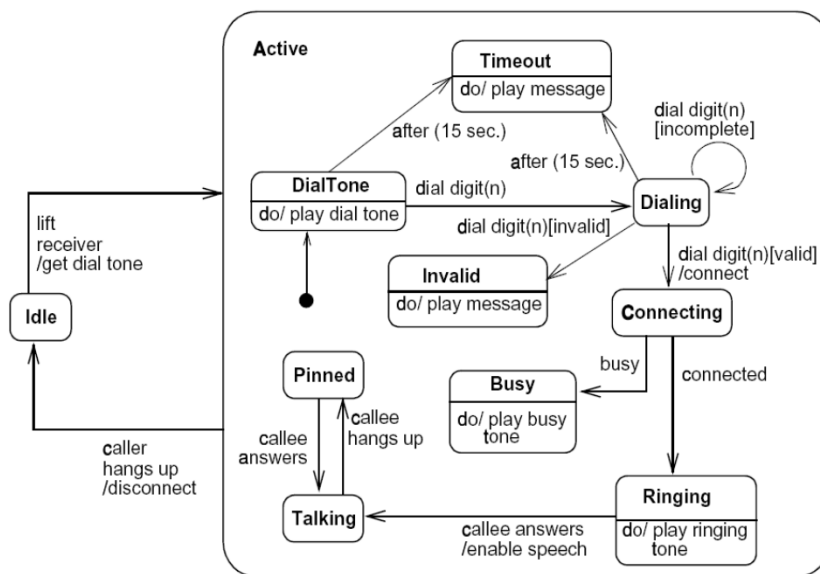 Active
Timeout
do/ play message
after (15 sec.)
dial digit(n)
[incomplete]
after (15 sec.)
DialTone
do/ play dial tone
dial digit(n)
Dialing
dial digit(n)[invalid]
lift
receiver
/get dial tone
Invalid
do/ play message
dial digit(n)[valid]
/connect
Idle
Connecting
Pinned
busy
connected
Busy
do/ play busy
tone
callee
answers
callee
hangs up
caller
hangs up
/disconnect
Talking
callee answers
/enable speech
Ringing
do/ play ringing
tone